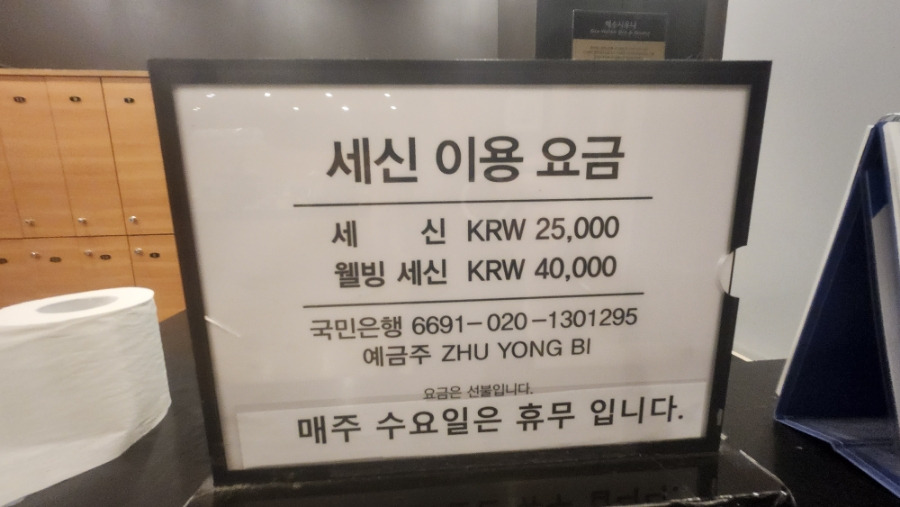 세신 이용 요금
세 신 KRW 25,000
웰빙 세신 KRW 40,000
국민은행 6691-020-1301295
예금주 ZHU YONG BI
요금은 선불입니다.
매주 수요일은 휴무 입니다.